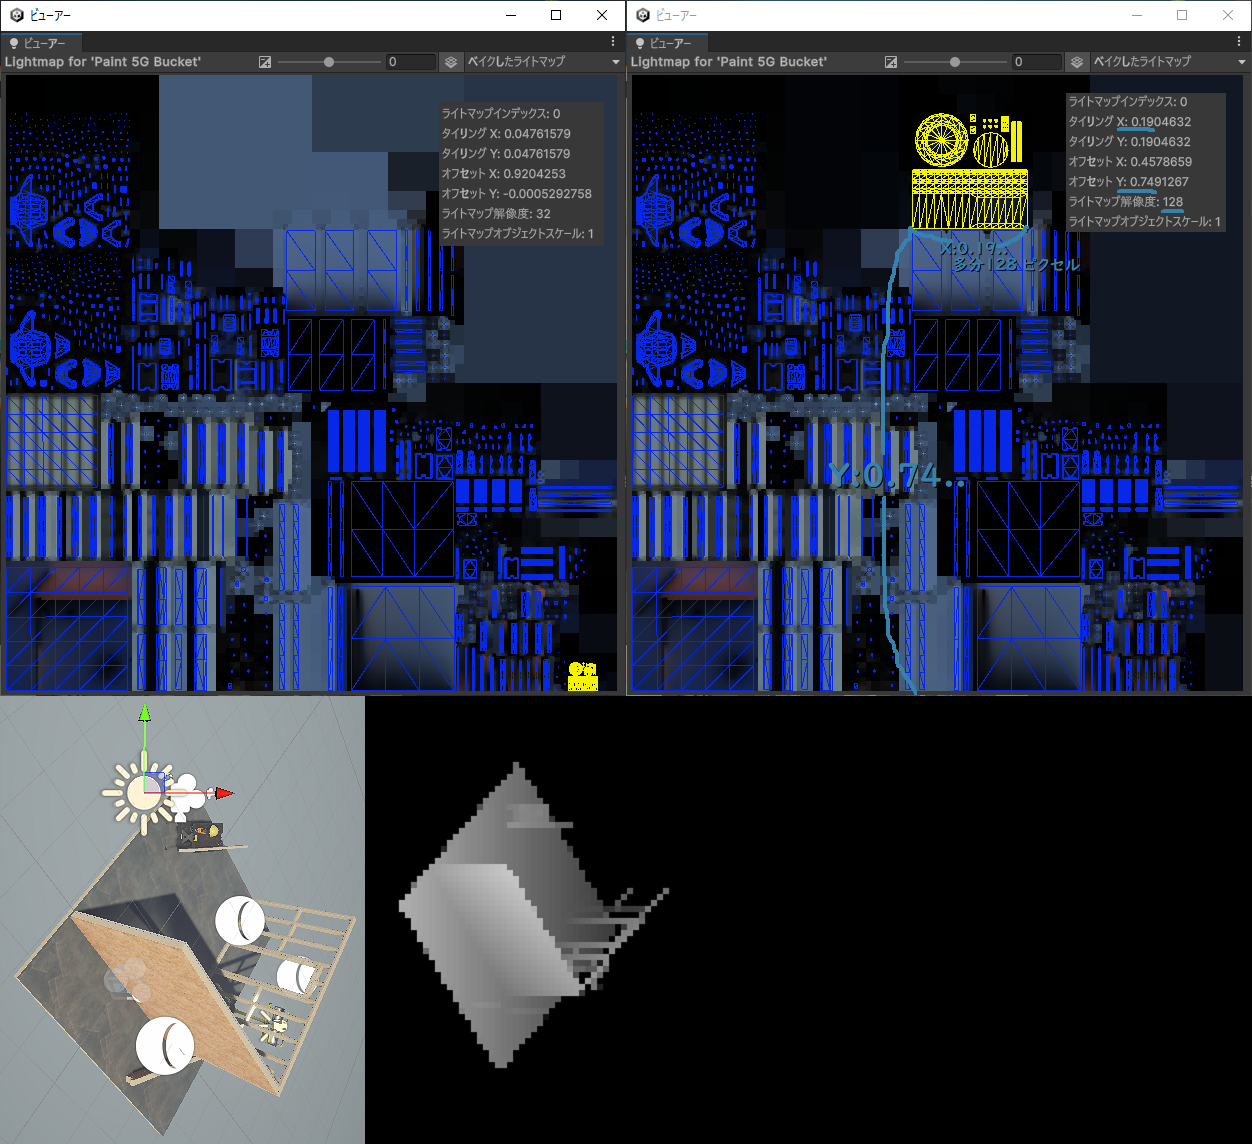 ビューアー
ビューアー
Lightmap for 'Paint 5G Bucket'
0
ベイクしたライトマップ
ライトマップインデックス: 0
タイリング X: 0.04761579
タイリング Y: 0.04761579
オフセット X: 0.9204253
オフセット Y: -0.0005292758
ライトマップ解像度: 32
ライトマップオブジェクトスケール: 1
ビューアー
ビューアー
Lightmap for 'Paint 5G Bucket'
0
ベイクしたライトマップ
ライトマップインデックス: 0
タイリング X: 0.1904632
タイリング Y: 0.1904632
オフセット X: 0.4578659
オフセット Y: 0.7491267
ライトマップ解像度: 128
ライトマップオブジェクトスケール: 1
X:0.19..
多分128ピクセル
Y:0.74..